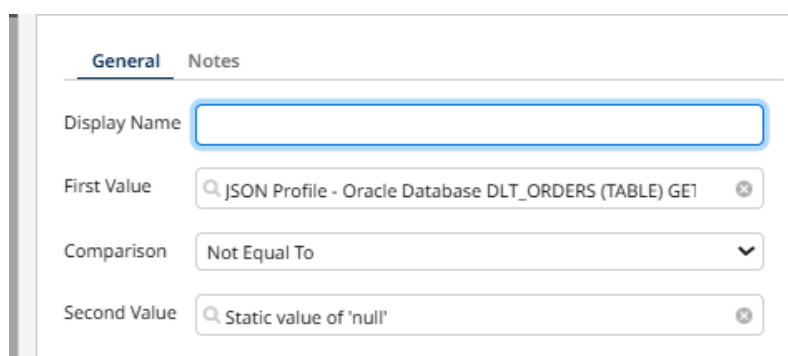 General Notes
Display Name
First Value JSON Profile - Oracle Database DLT_ORDERS (TABLE) GET
Comparison Not Equal To
Second Value Static value of 'null'